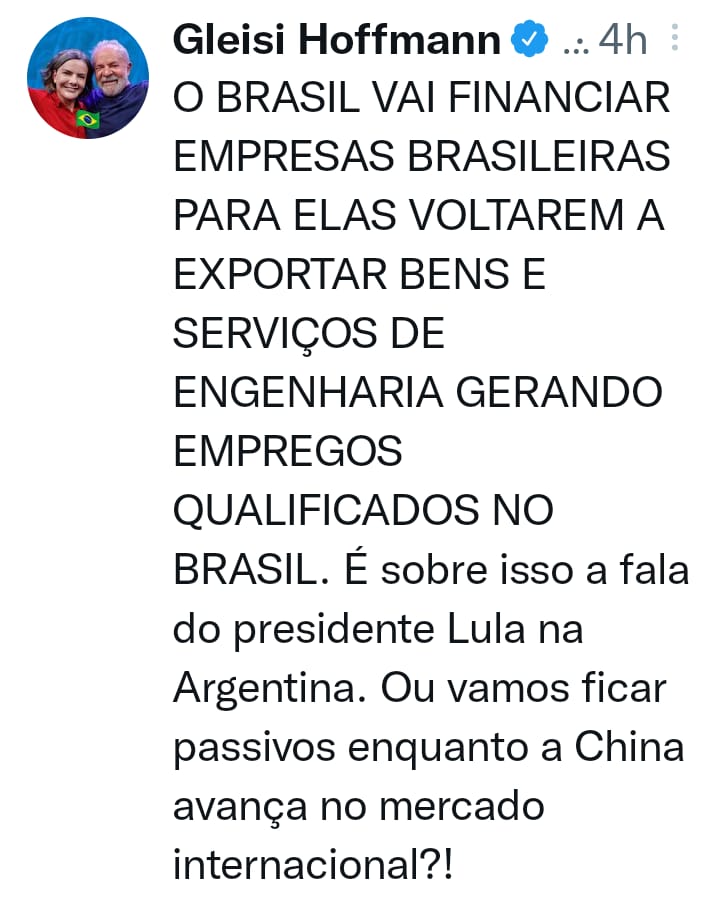 Gleisi Hoffmann ... 4h
O BRASIL VAI FINANCIAR
EMPRESAS BRASILEIRAS
PARA ELAS VOLTAREM A
EXPORTAR BENS E
SERVIÇOS DE
ENGENHARIA GERANDO
EMPREGOS
QUALIFICADOS NO
BRASIL. É sobre isso a fala
do presidente Lula na
Argentina. Ou vamos ficar
passivos enquanto a China
avança no mercado
internacional?!